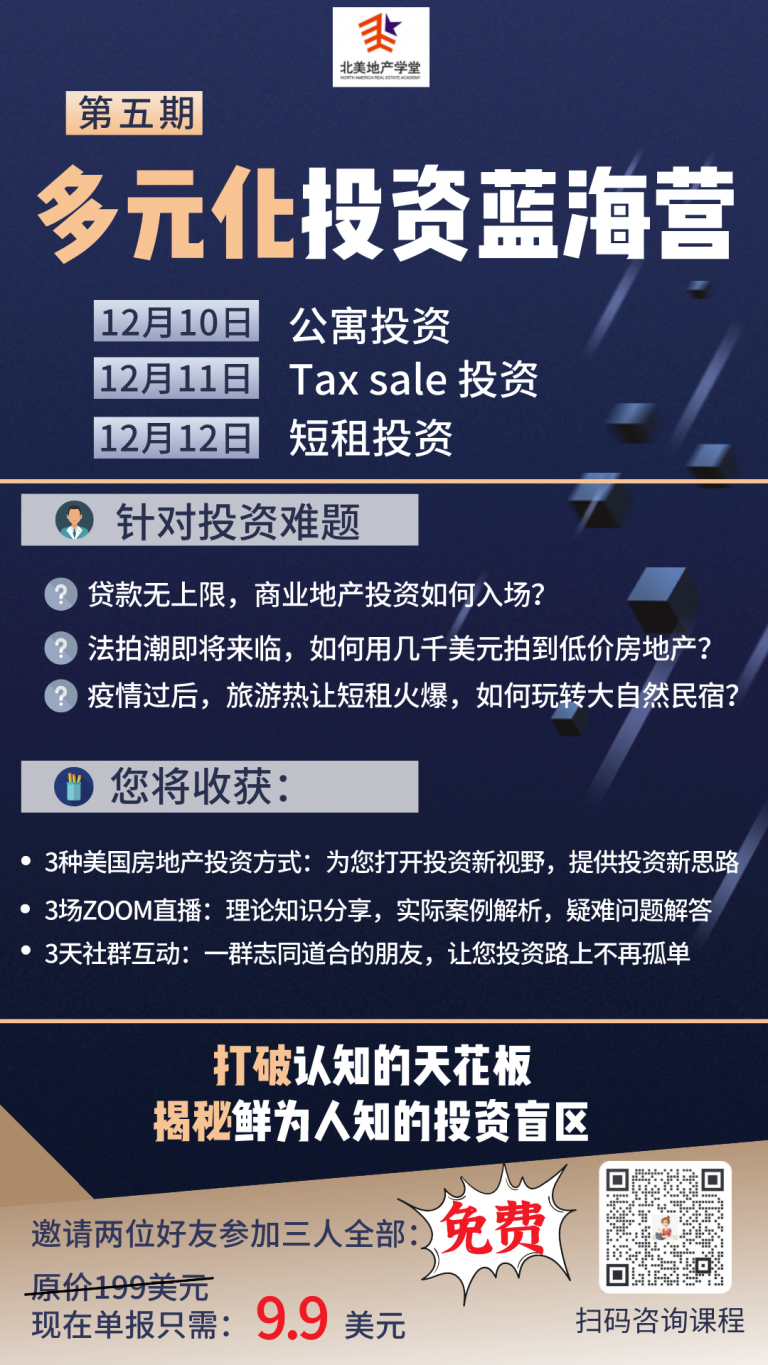 北美地产学堂
NORTH AMERICA REAL ESTATE ACADEMY
第五期
多元化投资蓝海营
12月10日 公寓投资
12月11日 Tax sale 投资
12月12日 短租投资
针对投资难题
? 贷款无上限，商业地产投资如何入场？
? 法拍潮即将来临，如何用几千美元拍到低价房地产？
? 疫情过后，旅游热让短租火爆，如何玩转大自然民宿？
您将收获：
• 3种美国房地产投资方式：为您打开投资新视野，提供投资新思路
• 3场ZOOM直播：理论知识分享，实际案例解析，疑难问题解答
• 3天社群互动：一群志同道合的朋友，让您投资路上不再孤单
打破认知的天花板
揭秘鲜为人知的投资盲区
邀请两位好友参加三人全部：免费
原价199美元
现在单报只需：9.9 美元
扫码咨询课程